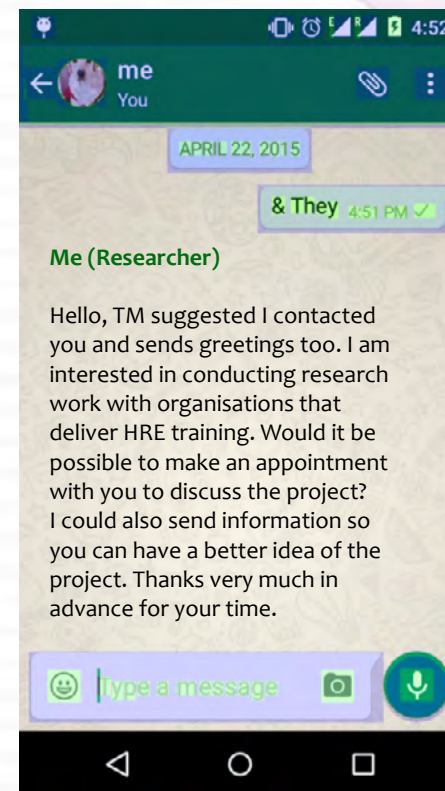 E R 4:52
me
You
APRIL 22, 2015
& They 4:51 PM
Me (Researcher)
Hello, TM suggested I contacted
you and sends greetings too. I am
interested in conducting research
work with organisations that
deliver HRE training. Would it be
possible to make an appointment
with you to discuss the project?
I could also send information so
you can have a better idea of the
project. Thanks very much in
advance for your time.
Type a message